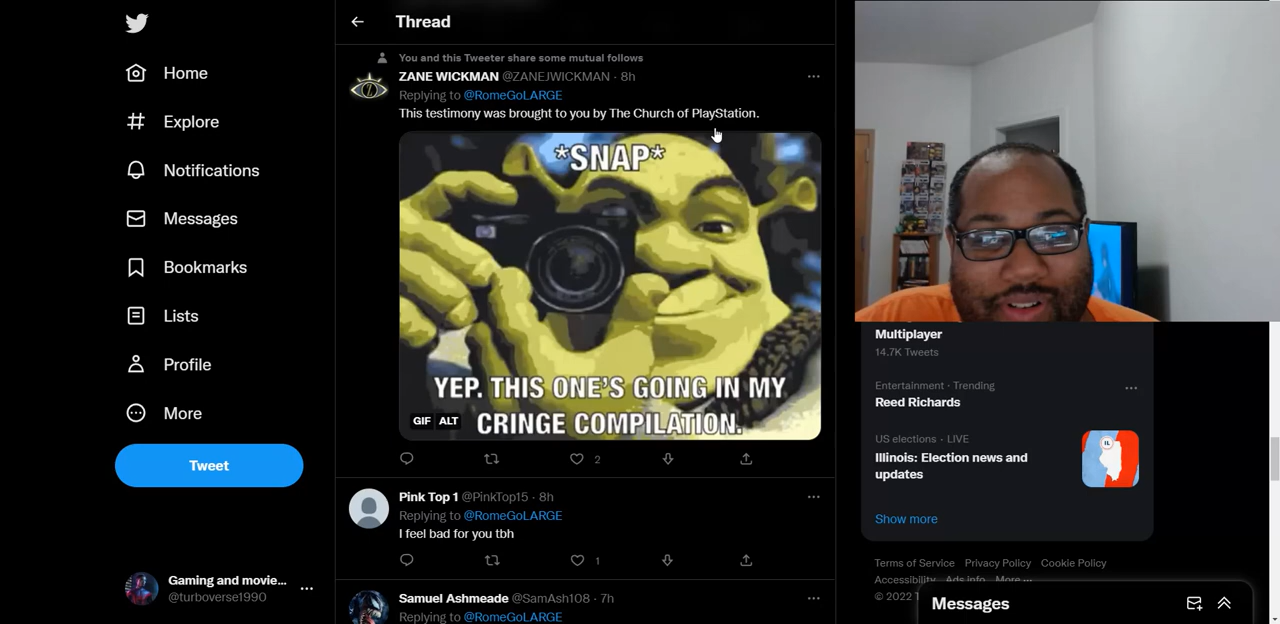 Home
Explore
Notifications
Messages
Bookmarks
Lists
Profile
More
Tweet
Gaming and movie...
@turboverse1990
Thread
You and this Tweeter share some mutual follows
ZANE WICKMAN @ZANEJWICKMAN · 8h
Replying to @RomeGoLARGE
This testimony was brought to you by The Church of PlayStation.
*SNAP*
YEP. THIS ONE'S GOING IN MY
CRINGE COMPILATION.
GIF ALT
2
Pink Top 1 @PinkTop15 · 8h
Replying to @RomeGoLARGE
I feel bad for you tbh
1
Samuel Ashmeade @SamAsh108 · 7h
Replying to @RomeGoLARGE
Multiplayer
14.7K Tweets
Entertainment · Trending
Reed Richards
US elections · LIVE
Illinois: Election news and
updates
IL
Show more
Terms of Service Privacy Policy Cookie Policy
Accessibility Ads info More ...
© 2022 T
Messages